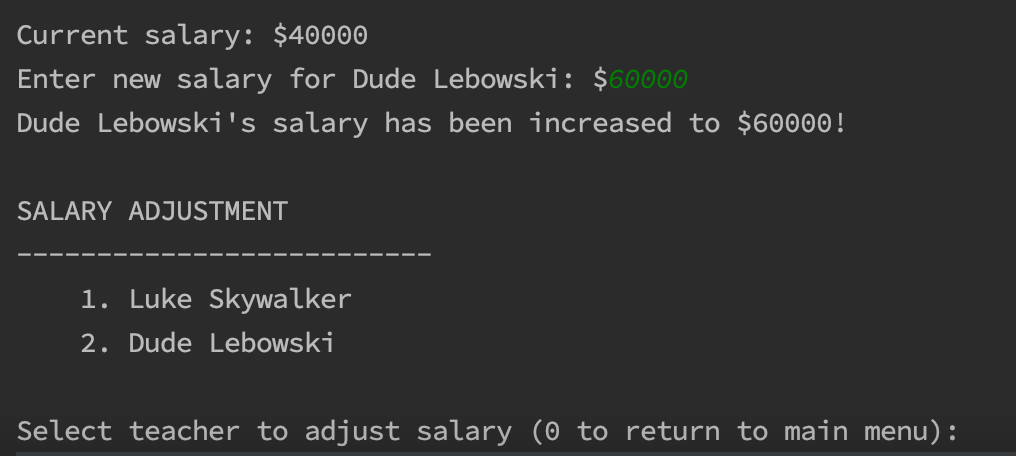 Current salary: $40000
Enter new salary for Dude Lebowski: $60000
Dude Lebowski's salary has been increased to $60000!
SALARY ADJUSTMENT
--------------------------
1. Luke Skywalker
2. Dude Lebowski
Select teacher to adjust salary (0 to return to main menu):